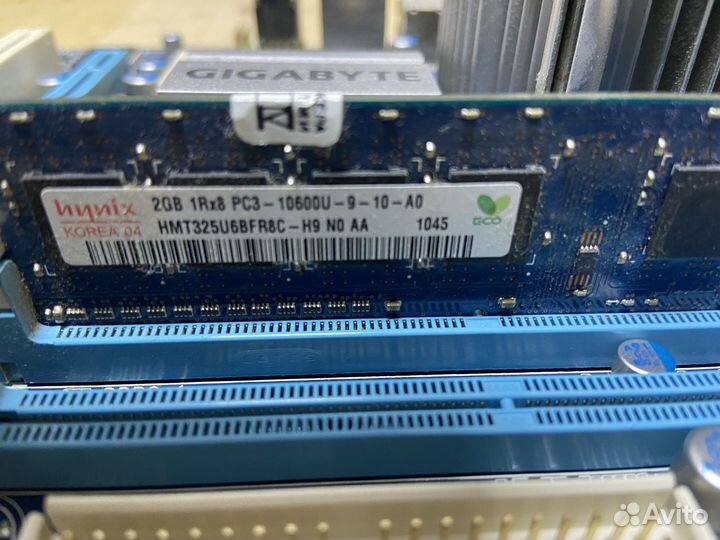 GIGABYTE
hynix
KOREA 04
2GB 1Rx8 PC3-10600U-9-10-A0
HMT325U6BFR8C-H9 N0 AA 1045
ECO
Avito